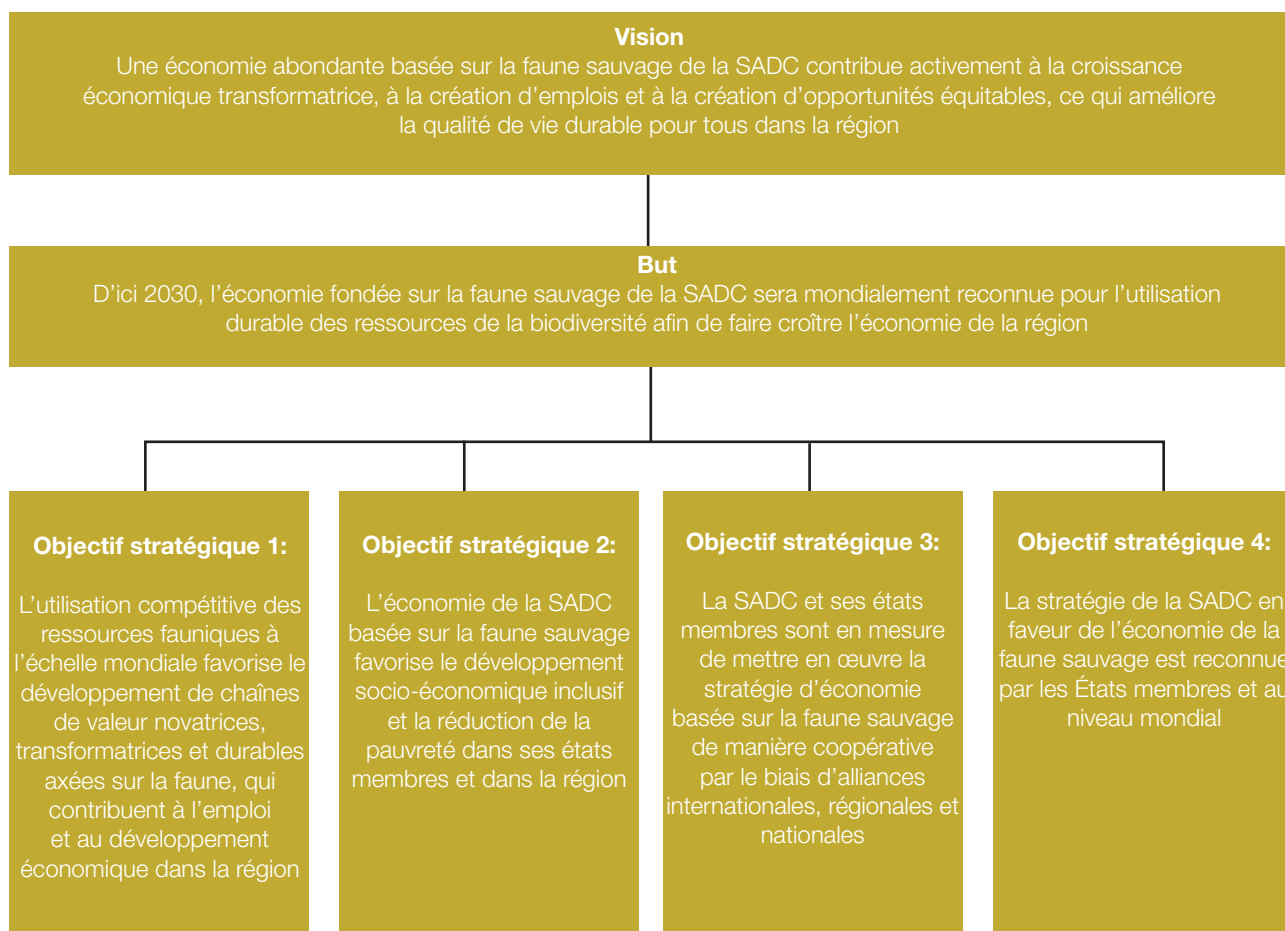 Vision
Une économie abondante basée sur la faune sauvage de la SADC contribue activement à la croissance
économique transformatrice, à la création d’emplois et à la création d’opportunités équitables, ce qui améliore
la qualité de vie durable pour tous dans la région
But
D’ici 2030, l’économie fondée sur la faune sauvage de la SADC sera mondialement reconnue pour l’utilisation
durable des ressources de la biodiversité afin de faire croître l’économie de la région
Objectif stratégique 1:
L’utilisation compétitive des
ressources fauniques à
l’échelle mondiale favorise le
développement de chaînes
de valeur novatrices,
transformatrices et durables
axées sur la faune, qui
contribuent à l’emploi
et au développement
économique dans la région
Objectif stratégique 2:
L’économie de la SADC
basée sur la faune sauvage
favorise le développement
socio-économique inclusif
et la réduction de la
pauvreté dans ses états
membres et dans la région
Objectif stratégique 3:
La SADC et ses états
membres sont en mesure
de mettre en œuvre la
stratégie d’économie
basée sur la faune sauvage
de manière coopérative
par le biais d’alliances
internationales, régionales et
nationales
Objectif stratégique 4:
La stratégie de la SADC en
faveur de l’économie de la
faune sauvage est reconnue
par les États membres et au
niveau mondial